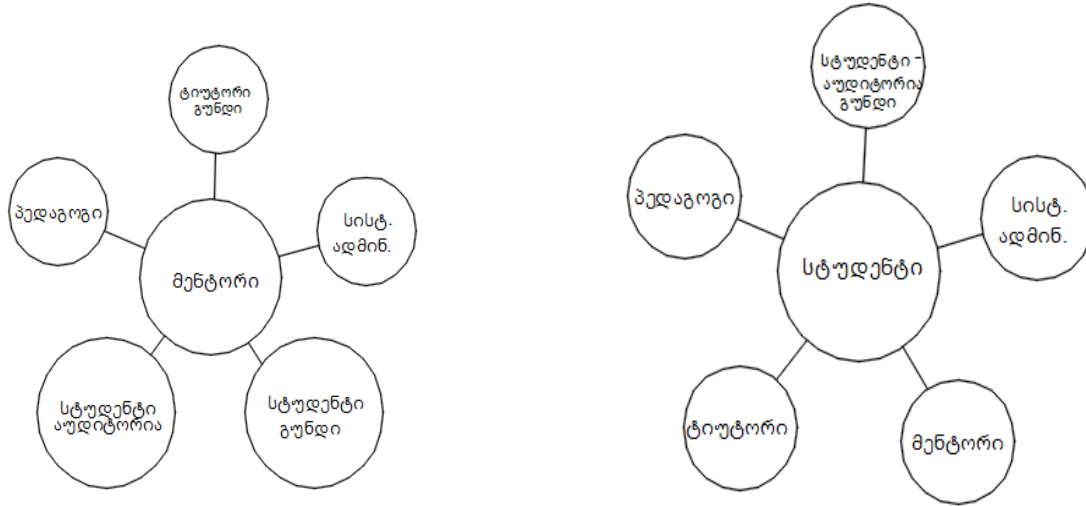 ტიუტორი
გუნდი
პედაგოგი
სისტ.
ადმინ.
მენტორი
სტუდენტი
აუდიტორია
სტუდენტი
გუნდი
სტუდენტი -
აუდიტორია
გუნდი
პედაგოგი
სისტ.
ადმინ.
სტუდენტი
ტიუტორი
მენტორი